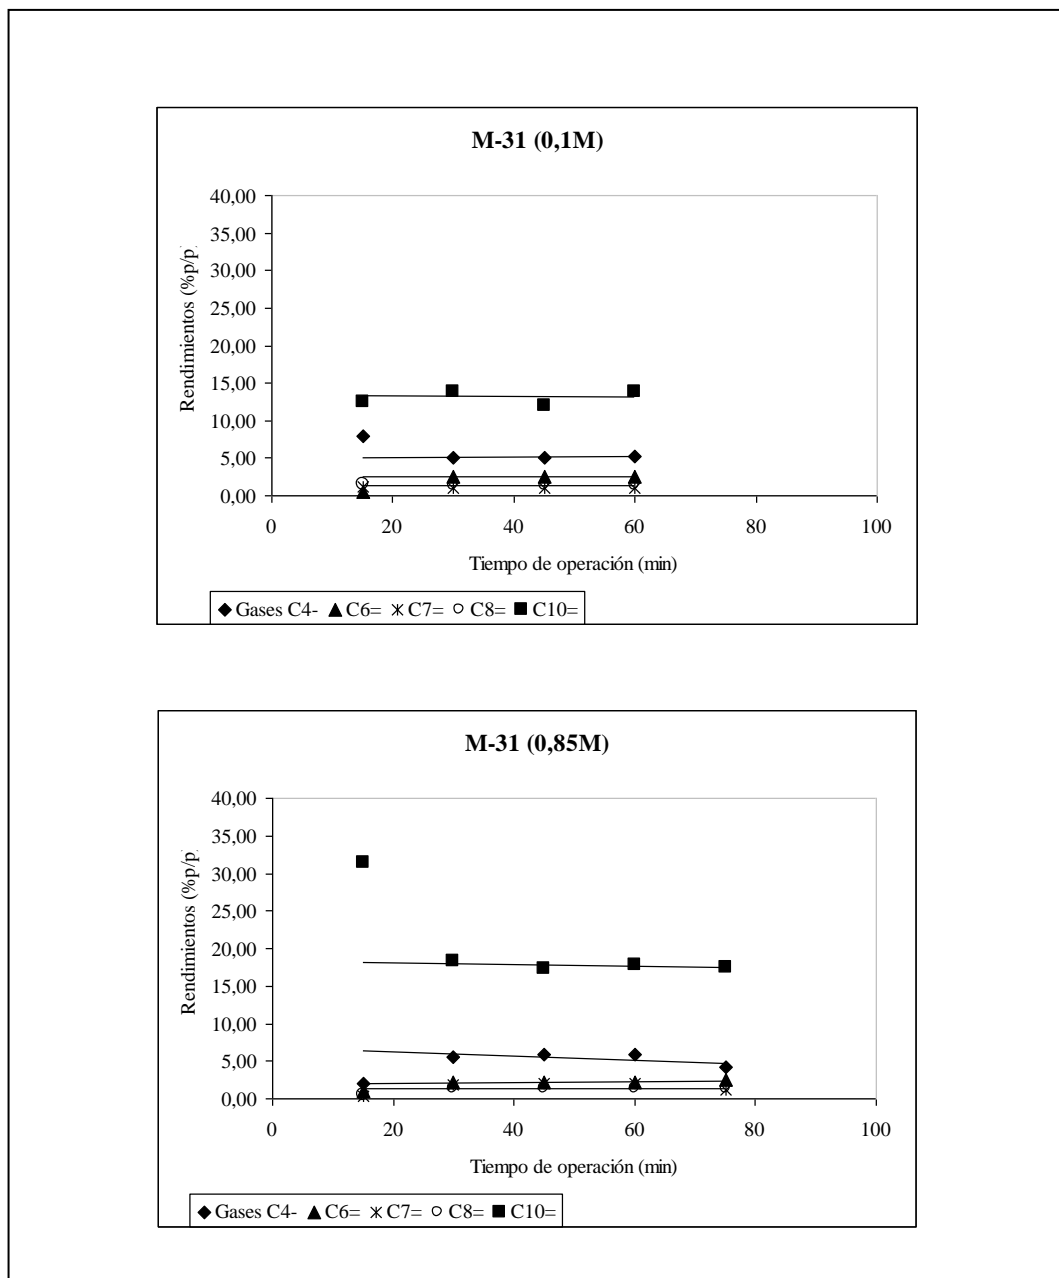 M-31 (0,1M)
40,00
35,00
30,00
25,00
20,00
15,00
10,00
5,00
0,00
Rendimientos (%p/p)
0 20 40 60 80 100
Tiempo de operación (min)
Gases C4- C6= C7= C8= C10=
M-31 (0,85M)
40,00
35,00
30,00
25,00
20,00
15,00
10,00
5,00
0,00
Rendimientos (%p/p)
0 20 40 60 80 100
Tiempo de operación (min)
Gases C4- C6= C7= C8= C10=